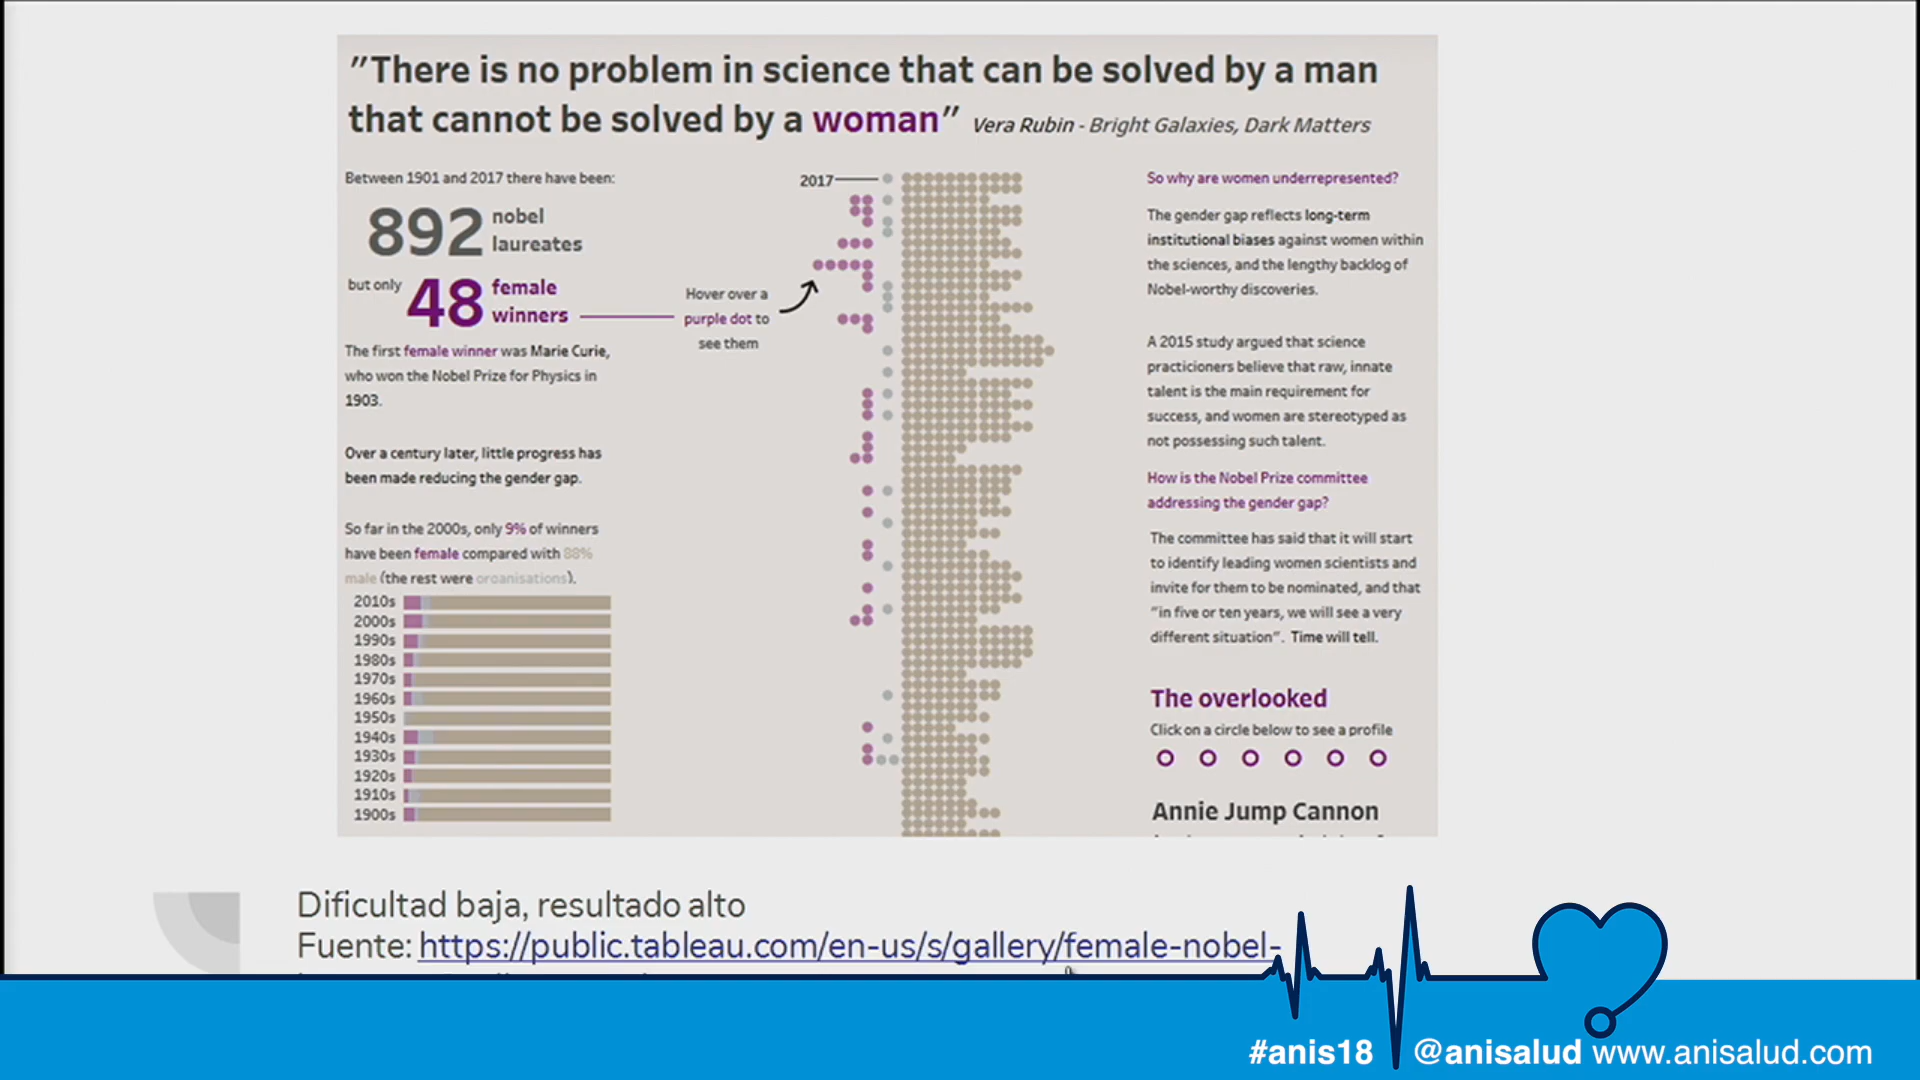 "There is no problem in science that can be solved by a man
that cannot be solved by a woman" Vera Rubin - Bright Galaxies, Dark Matters
Between 1901 and 2017 there have been:
892 nobel
laureates
but only 48 female
winners
The first female winner was Marie Curie,
who won the Nobel Prize for Physics in
1903.
Over a century later, little progress has
been made reducing the gender gap.
So far in the 2000s, only 9% of winners
have been female compared with 88%
male (the rest were organisations).
2010s
2000s
1990s
1980s
1970s
1960s
1950s
1940s
1930s
1920s
1910s
1900s
2017
Hover over a
purple dot to
see them
So why are women underrepresented?
The gender gap reflects long-term
institutional biases against women within
the sciences, and the lengthy backlog of
Nobel-worthy discoveries.
A 2015 study argued that science
practicioners believe that raw, innate
talent is the main requirement for
success, and women are stereotyped as
not possessing such talent.
How is the Nobel Prize committee
addressing the gender gap?
The committee has said that it will start
to identify leading women scientists and
invite for them to be nominated, and that
"in five or ten years, we will see a very
different situation". Time will tell.
The overlooked
Click on a circle below to see a profile
Annie Jump Cannon
Dificultad baja, resultado alto
Fuente: https://public.tableau.com/en-us/s/gallery/female-nobel-
#anis18 @anisalud www.anisalud.com